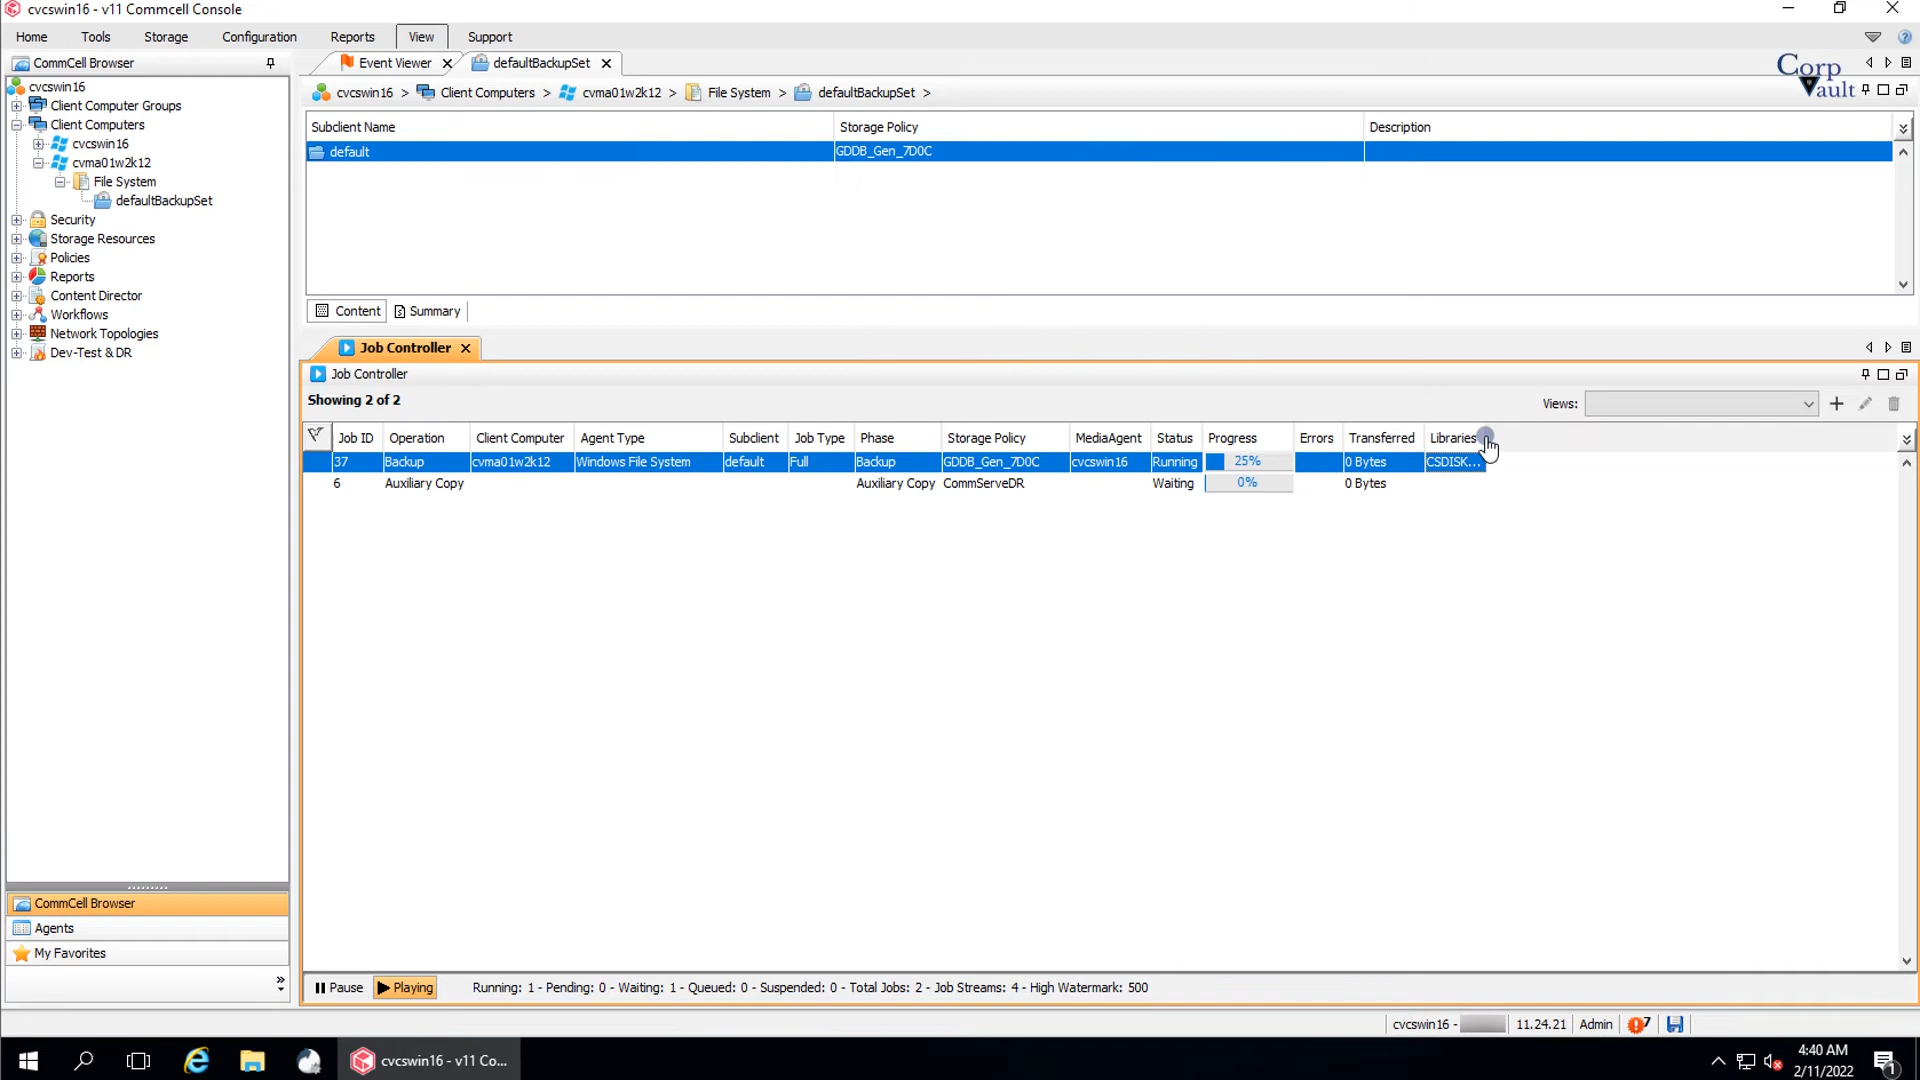 cvcswin16 - v11 Commcell Console
Home Tools Storage Configuration Reports View Support
CommCell Browser
cvcswin16
Client Computer Groups
Client Computers
cvcswin16
cvma01w2k12
File System
defaultBackupSet
Security
Storage Resources
Policies
Reports
Content Director
Workflows
Network Topologies
Dev-Test & DR
CommCell Browser
Agents
My Favorites
Event Viewer defaultBackupSet
Corp Vault
cvcswin16 > Client Computers > cvma01w2k12 > File System > defaultBackupSet >
Subclient Name Storage Policy Description
default GDDB_Gen_7D0C
Content Summary
Job Controller
Job Controller
Showing 2 of 2 Views:
Job ID Operation Client Computer Agent Type Subclient Job Type Phase Storage Policy MediaAgent Status Progress Errors Transferred Libraries
37 Backup cvma01w2k12 Windows File System default Full Backup GDDB_Gen_7D0C cvcswin16 Running 25% 0 Bytes CSDISK...
6 Auxiliary Copy Auxiliary Copy CommServeDR Waiting 0% 0 Bytes
Pause Playing Running: 1 - Pending: 0 - Waiting: 1 - Queued: 0 - Suspended: 0 - Total Jobs: 2 - Job Streams: 4 - High Watermark: 500
cvcswin16 - 11.24.21 Admin 7
cvcswin16 - v11 Co...
4:40 AM
2/11/2022
1